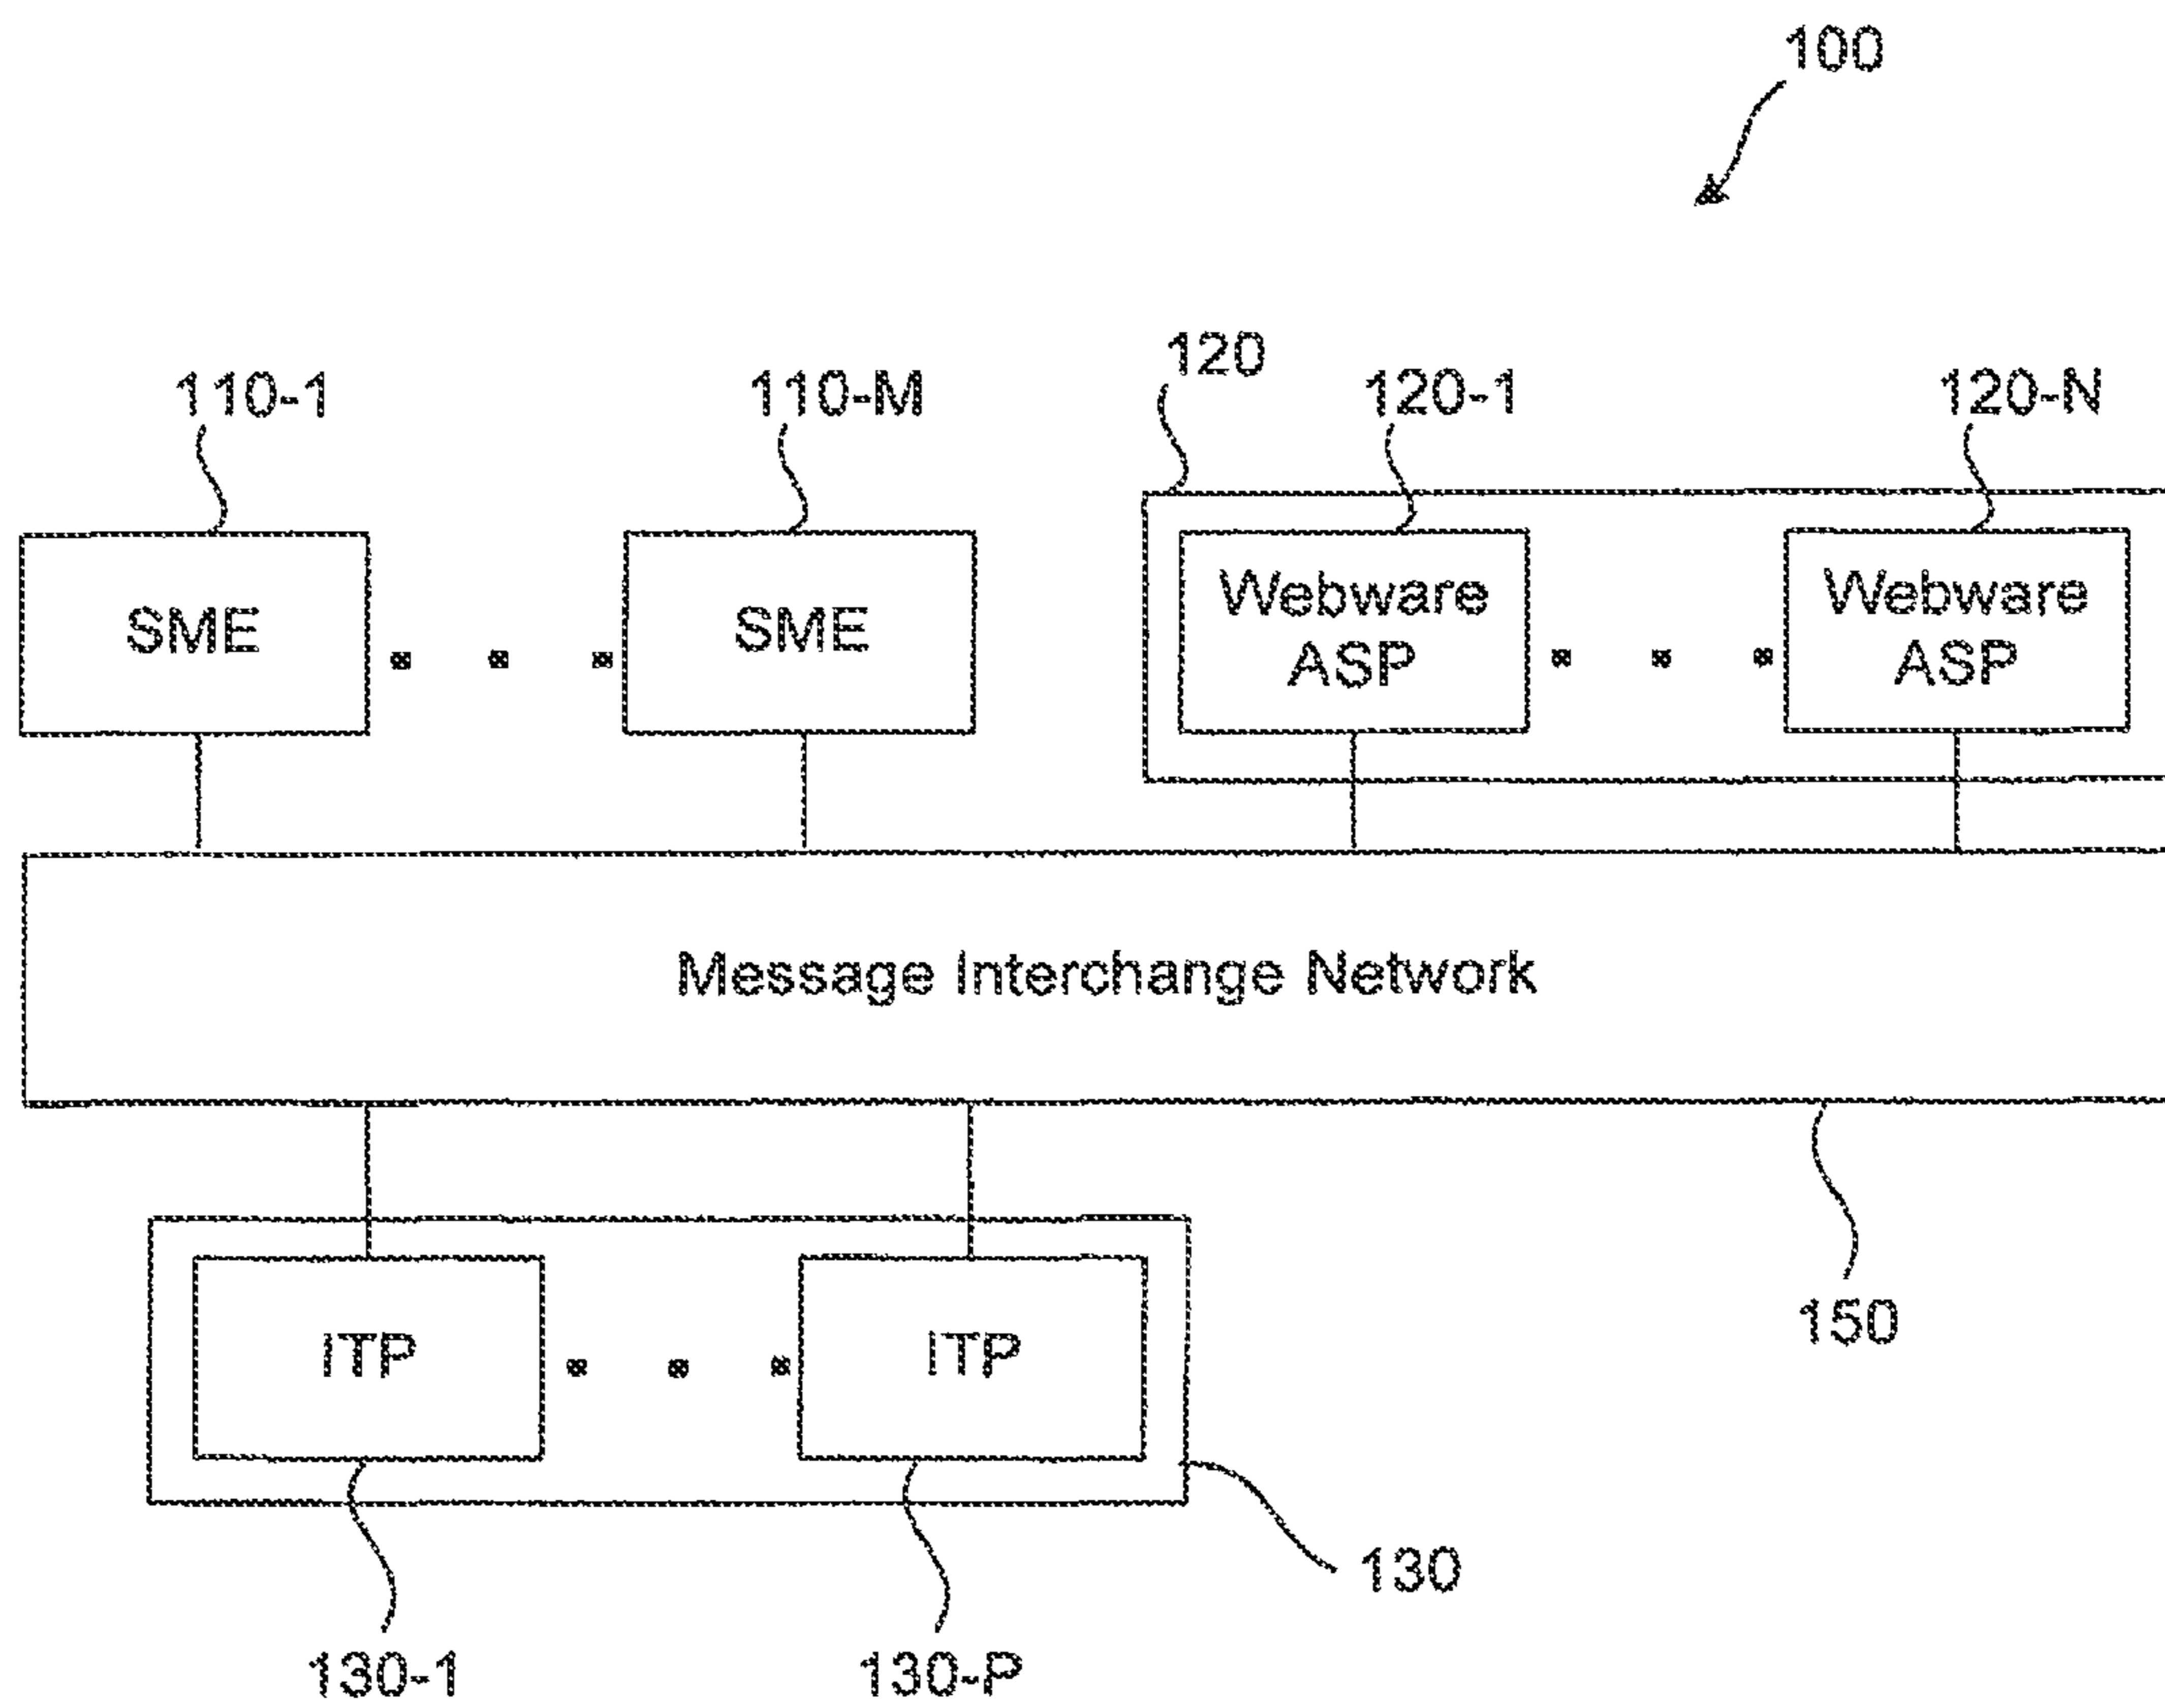 100
120
110-1 110-M 120-1 120-N
SME SME Webware ASP Webware ASP
Message Interchange Network
150
ITP ITP
130
130-1 130-P